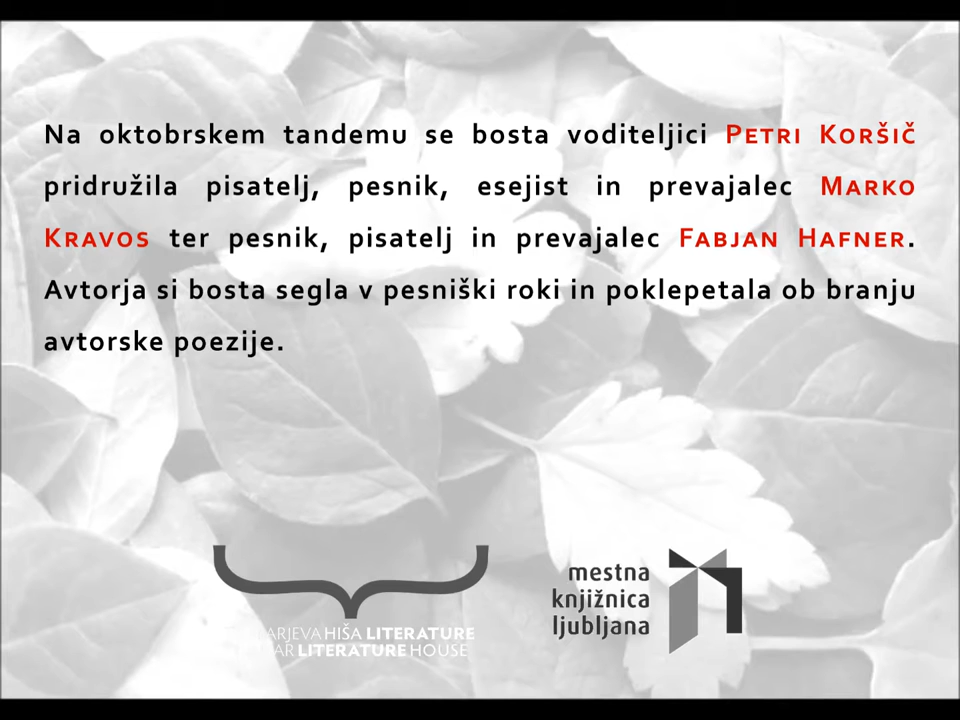 Na oktobrskem tandemu se bosta voditeljici Petri Koršič
pridružila pisatelj, pesnik, esejist in prevajalec Marko
Kravos ter pesnik, pisatelj in prevajalec Fabjan Hafner.
Avtorja si bosta segla v pesniški roki in poklepetala ob branju
avtorske poezije.
HIŠA LITERATURE
LITERATURE HOUSE
mestna
knjižnica
ljubljana